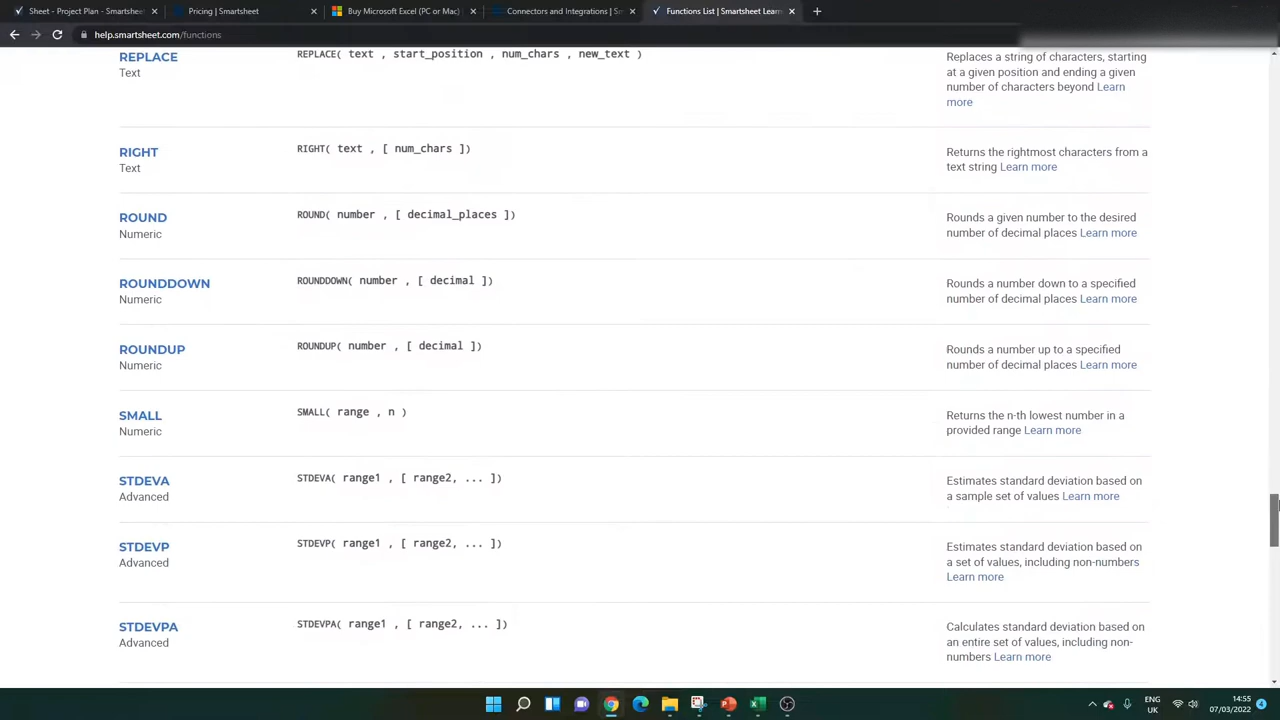 Sheet - Project Plan - Smartsheet
Pricing | Smartsheet
Buy Microsoft Excel (PC or Mac) |
Connectors and Integrations | Sm
Functions List | Smartsheet Learn
help.smartsheet.com/functions
REPLACE
Text
REPLACE( text , start_position , num_chars , new_text )
Replaces a string of characters, starting
at a given position and ending a given
number of characters beyond Learn
more
RIGHT
Text
RIGHT( text , [ num_chars ])
Returns the rightmost characters from a
text string Learn more
ROUND
Numeric
ROUND( number , [ decimal_places ])
Rounds a given number to the desired
number of decimal places Learn more
ROUNDDOWN
Numeric
ROUNDDOWN( number , [ decimal ])
Rounds a number down to a specified
number of decimal places Learn more
ROUNDUP
Numeric
ROUNDUP( number , [ decimal ])
Rounds a number up to a specified
number of decimal places Learn more
SMALL
Numeric
SMALL( range , n )
Returns the n-th lowest number in a
provided range Learn more
STDEVA
Advanced
STDEVA( range1 , [ range2, ... ])
Estimates standard deviation based on
a sample set of values Learn more
STDEVP
Advanced
STDEVP( range1 , [ range2, ... ])
Estimates standard deviation based on
a set of values, including non-numbers
Learn more
STDEVPA
Advanced
STDEVPA( range1 , [ range2, ... ])
Calculates standard deviation based on
an entire set of values, including non-
numbers Learn more
ENG
UK
14:55
07/03/2022